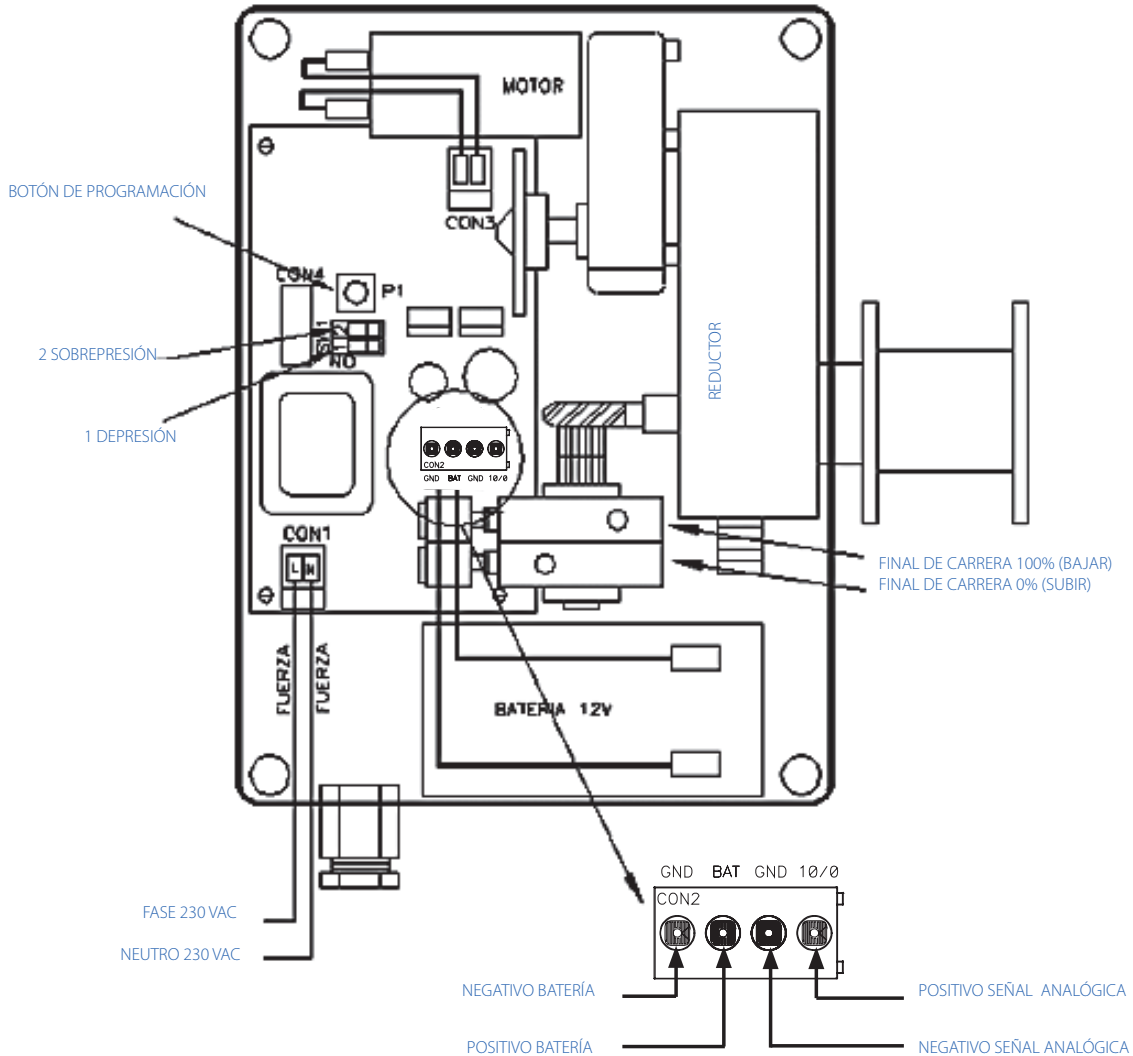 MOTOR
BOTÓN DE PROGRAMACIÓN
CON3
CON4
P1
2 SOBREPRESIÓN
1 2
NO
REDUCTOR
1 DEPRESIÓN
CON2
GND BAT GND 10/0
CON1
L N
FINAL DE CARRERA 100% (BAJAR)
FINAL DE CARRERA 0% (SUBIR)
FUERZA
FUERZA
BATERIA 12V
GND BAT GND 10/0
CON2
FASE 230 VAC
NEUTRO 230 VAC
NEGATIVO BATERÍA
POSITIVO SEÑAL ANALÓGICA
POSITIVO BATERÍA
NEGATIVO SEÑAL ANALÓGICA